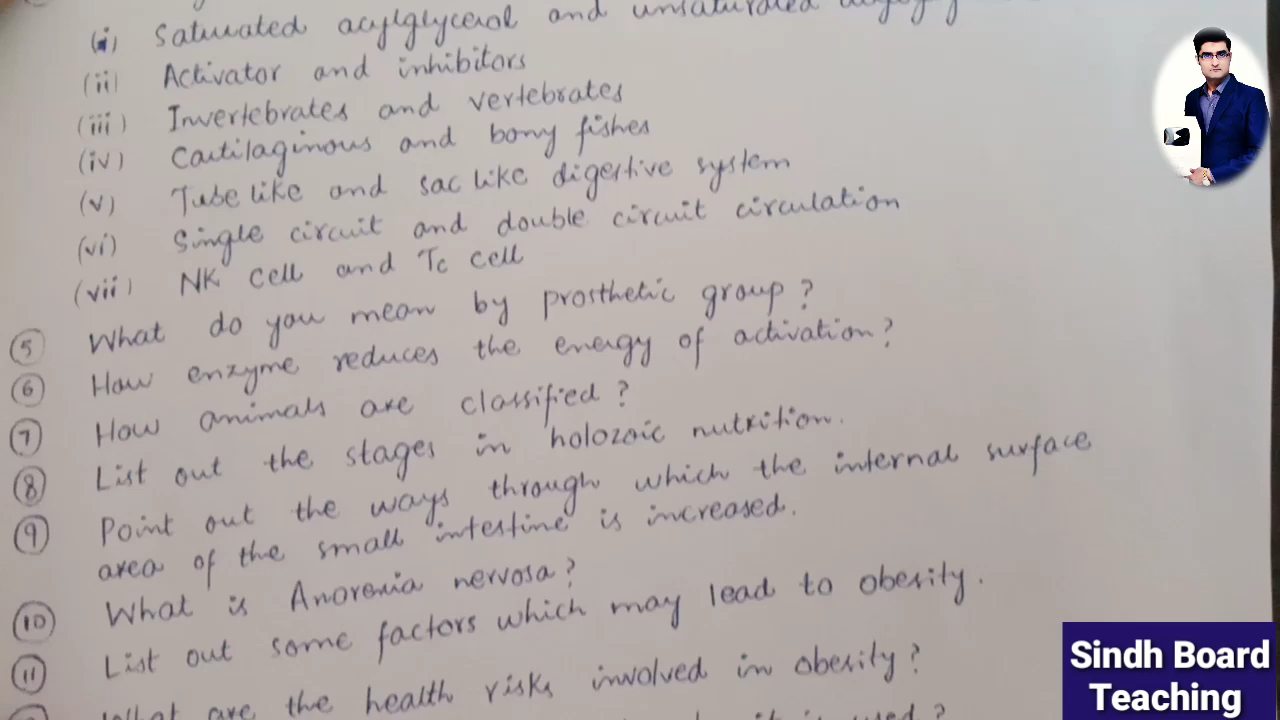 (i) Saturated acylglycerol and unsaturated
(ii) Activator and inhibitors
(iii) Invertebrates and vertebrates
(iv) Cartilaginous and bony fishes
(v) Tube like and sac like digestive system
(vi) Single circuit and double circuit circulation
(vii) NK cell and Tc cell
5 What do you mean by prosthetic group?
6 How enzyme reduces the energy of activation?
7 How animals are classified?
8 List out the stages in holozoic nutrition.
9 Point out the ways through which the internal surface
area of the small intestine is increased.
10 What is Anorexia nervosa?
11 List out some factors which may lead to obesity.
What are the health risks involved in obesity?
it is used?
Sindh Board
Teaching